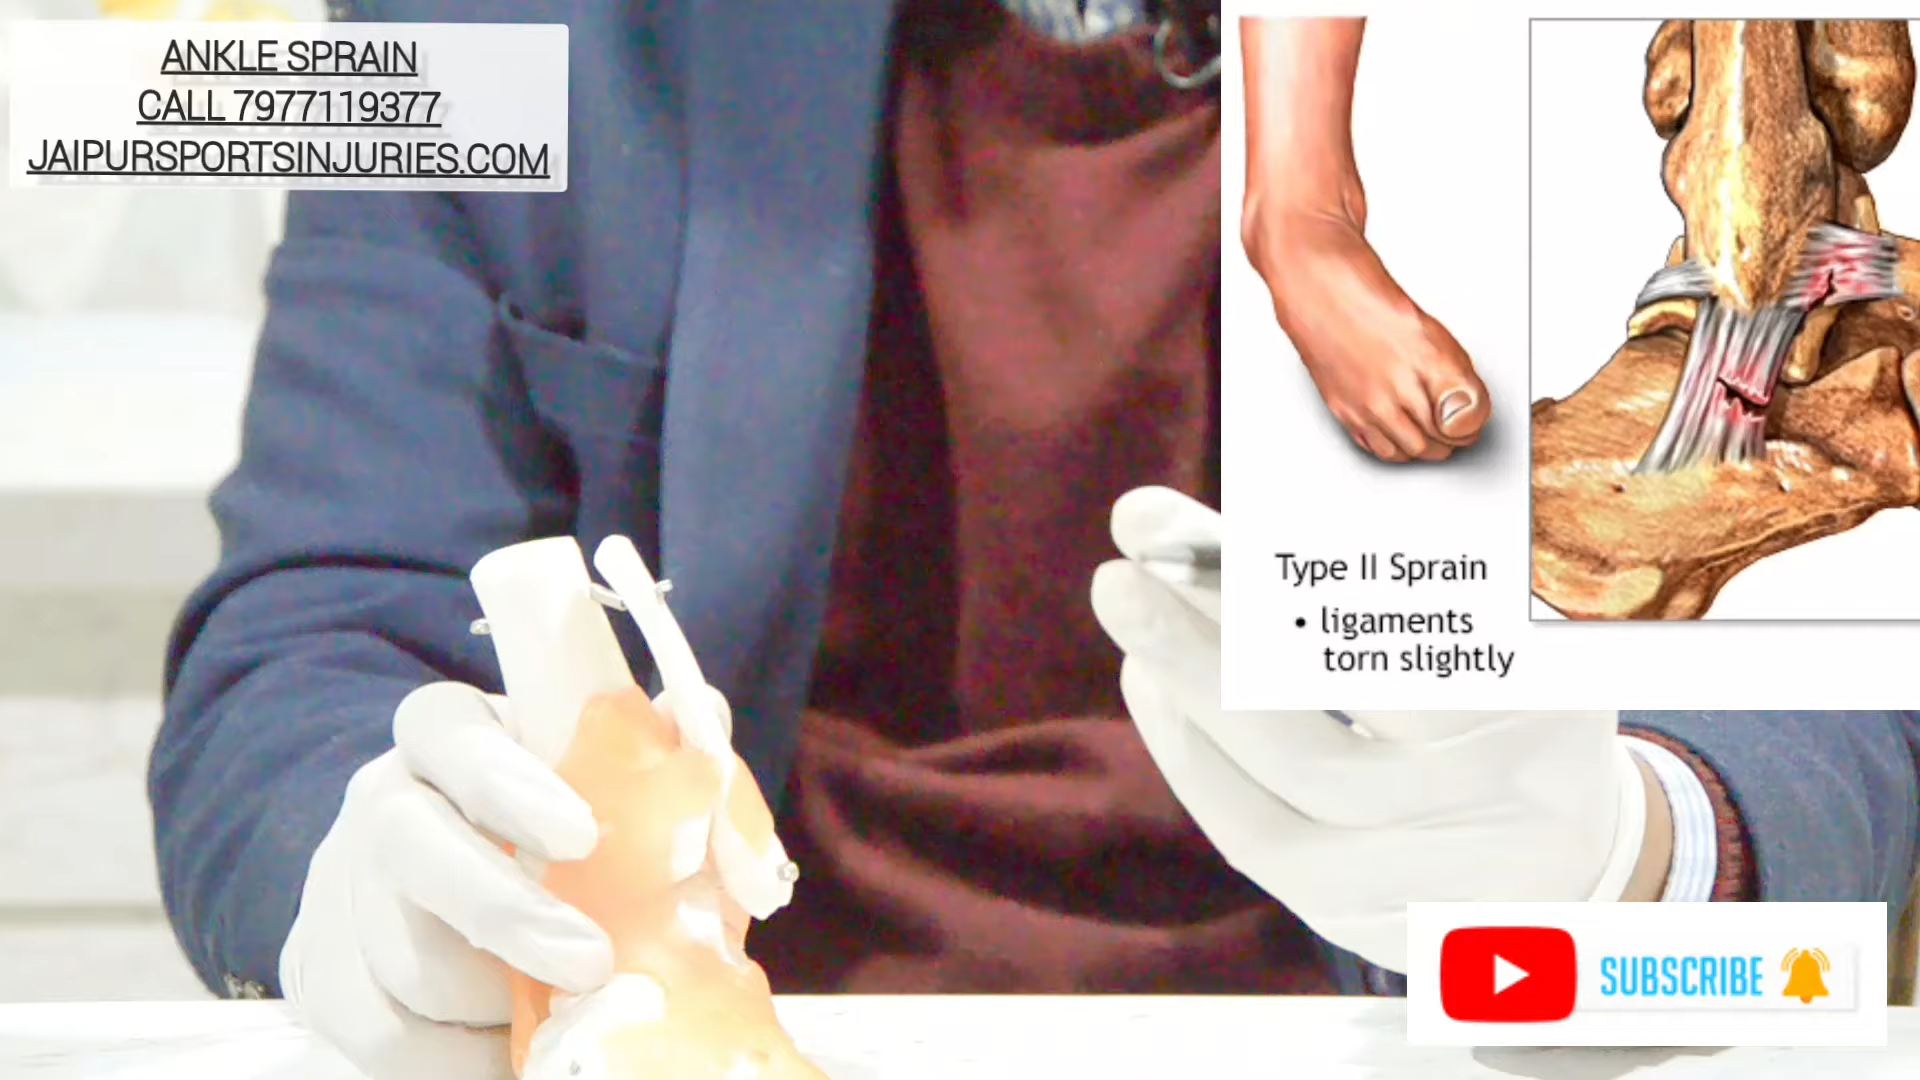 ANKLE SPRAIN
CALL 7977119377
JAIPURSPORTSINJURIES.COM
Type II Sprain
• ligaments
torn slightly
SUBSCRIBE